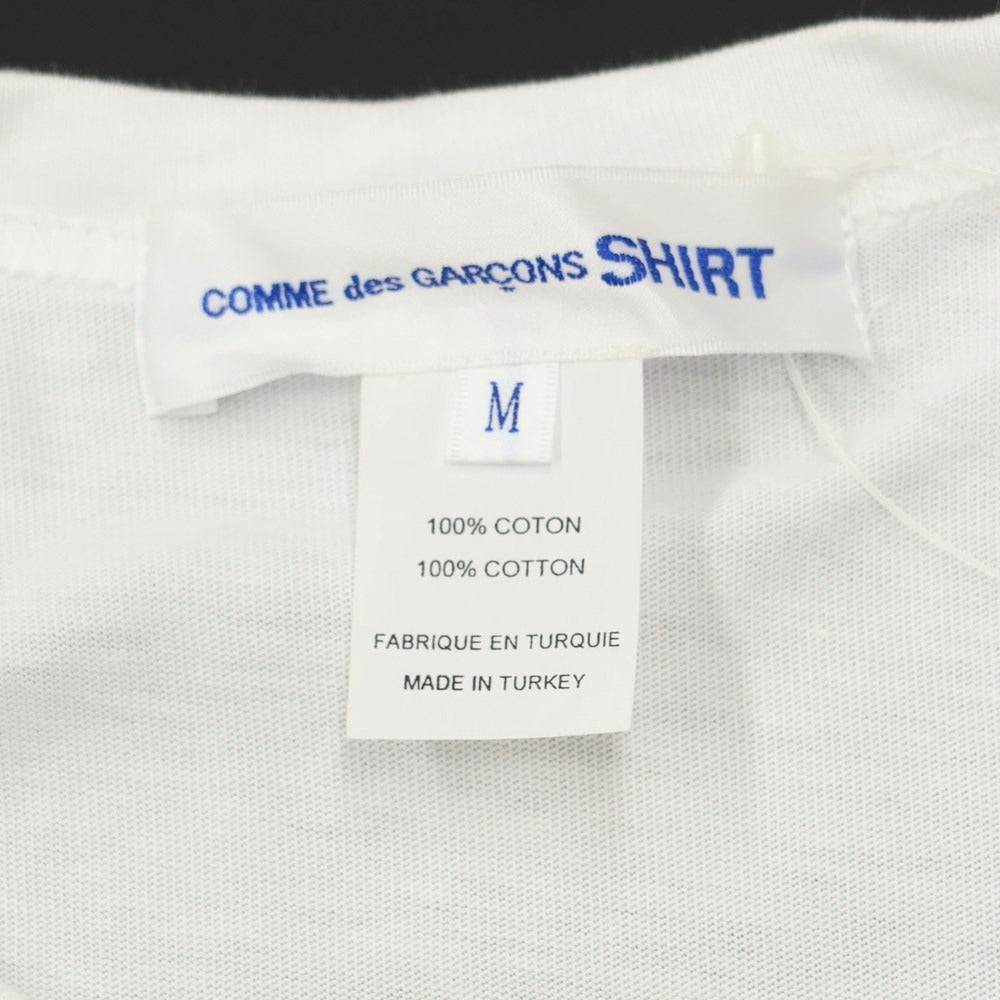 COMME des GARÇONS SHIRT
M
100% COTON
100% COTTON
FABRIQUE EN TURQUIE
MADE IN TURKEY